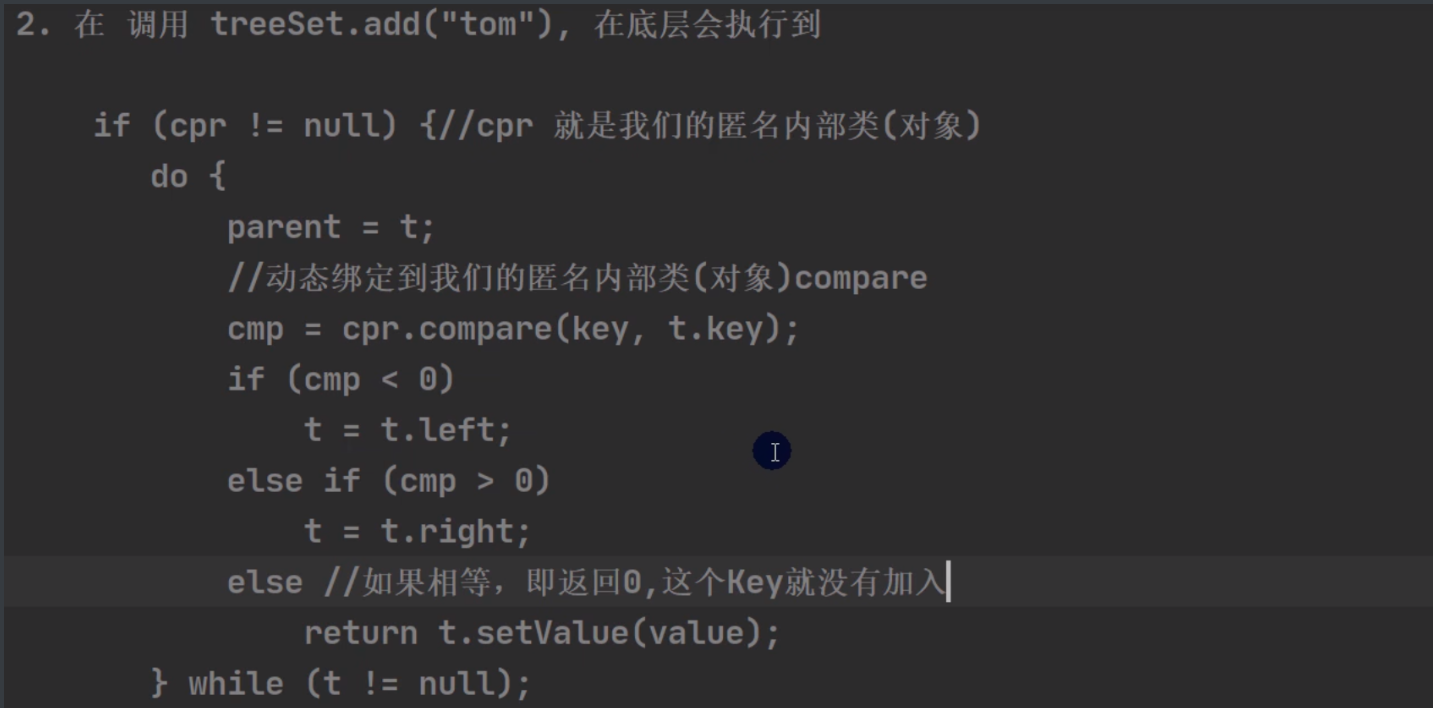 2. 在 调用 treeSet.add("tom"), 在底层会执行到
if (cpr != null) {//cpr 就是我们的匿名内部类(对象)
do {
parent = t;
//动态绑定到我们的匿名内部类(对象)compare
cmp = cpr.compare(key, t.key);
if (cmp < 0)
t = t.left;
else if (cmp > 0)
t = t.right;
else //如果相等，即返回0,这个Key就没有加入
return t.setValue(value);
} while (t != null);